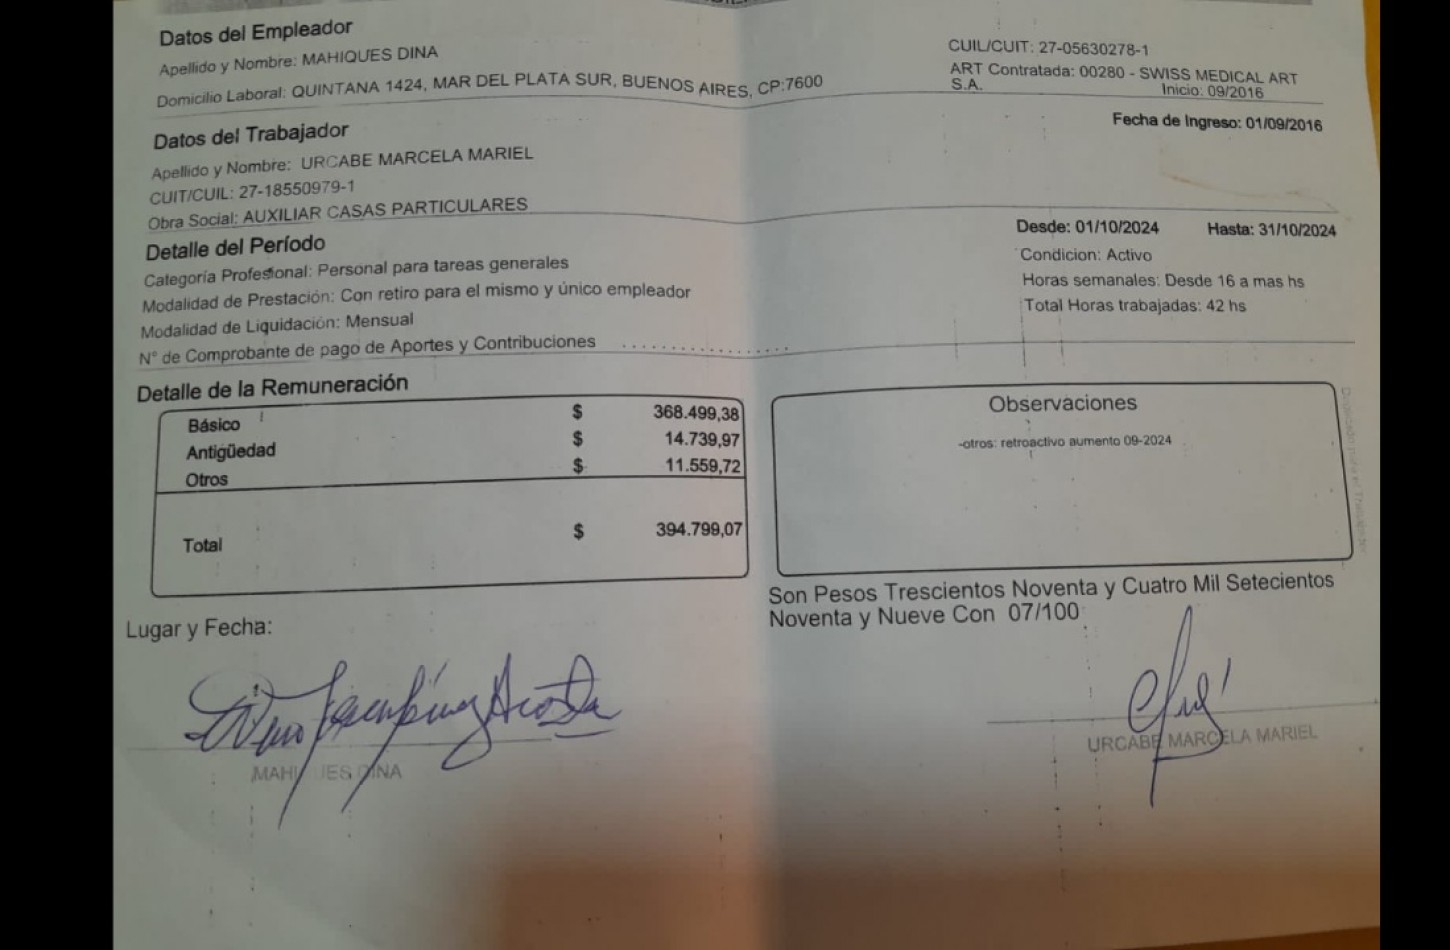 Datos del Empleador
Apellido y Nombre: MAHIQUES DINA
CUIL/CUIT: 27-05630278-1
Domicilio Laboral: QUINTANA 1424, MAR DEL PLATA SUR, BUENOS AIRES, CP:7600
ART Contratada: 00280 - SWISS MEDICAL ART
S.A.
Inicio: 09/2016
Datos del Trabajador
Fecha de Ingreso: 01/09/2016
Apellido y Nombre: URCABE MARCELA MARIEL
CUIT/CUIL: 27-18550979-1
Obra Social: AUXILIAR CASAS PARTICULARES
Detalle del Período
Desde: 01/10/2024 Hasta: 31/10/2024
Categoría Profesional: Personal para tareas generales
Condicion: Activo
Modalidad de Prestación: Con retiro para el mismo y único empleador
Horas semanales: Desde 16 a mas hs
Modalidad de Liquidación: Mensual
Total Horas trabajadas: 42 hs
N° de Comprobante de pago de Aportes y Contribuciones ..................
Detalle de la Remuneración
Básico $ 368.499,38
Antigüedad $ 14.739,97
Otros $ 11.559,72
Total $ 394.799,07
Observaciones
-otros: retroactivo aumento 09-2024
Son Pesos Trescientos Noventa y Cuatro Mil Setecientos
Noventa y Nueve Con 07/100
Lugar y Fecha:
MAHIQUES DINA
URCABE MARCELA MARIEL